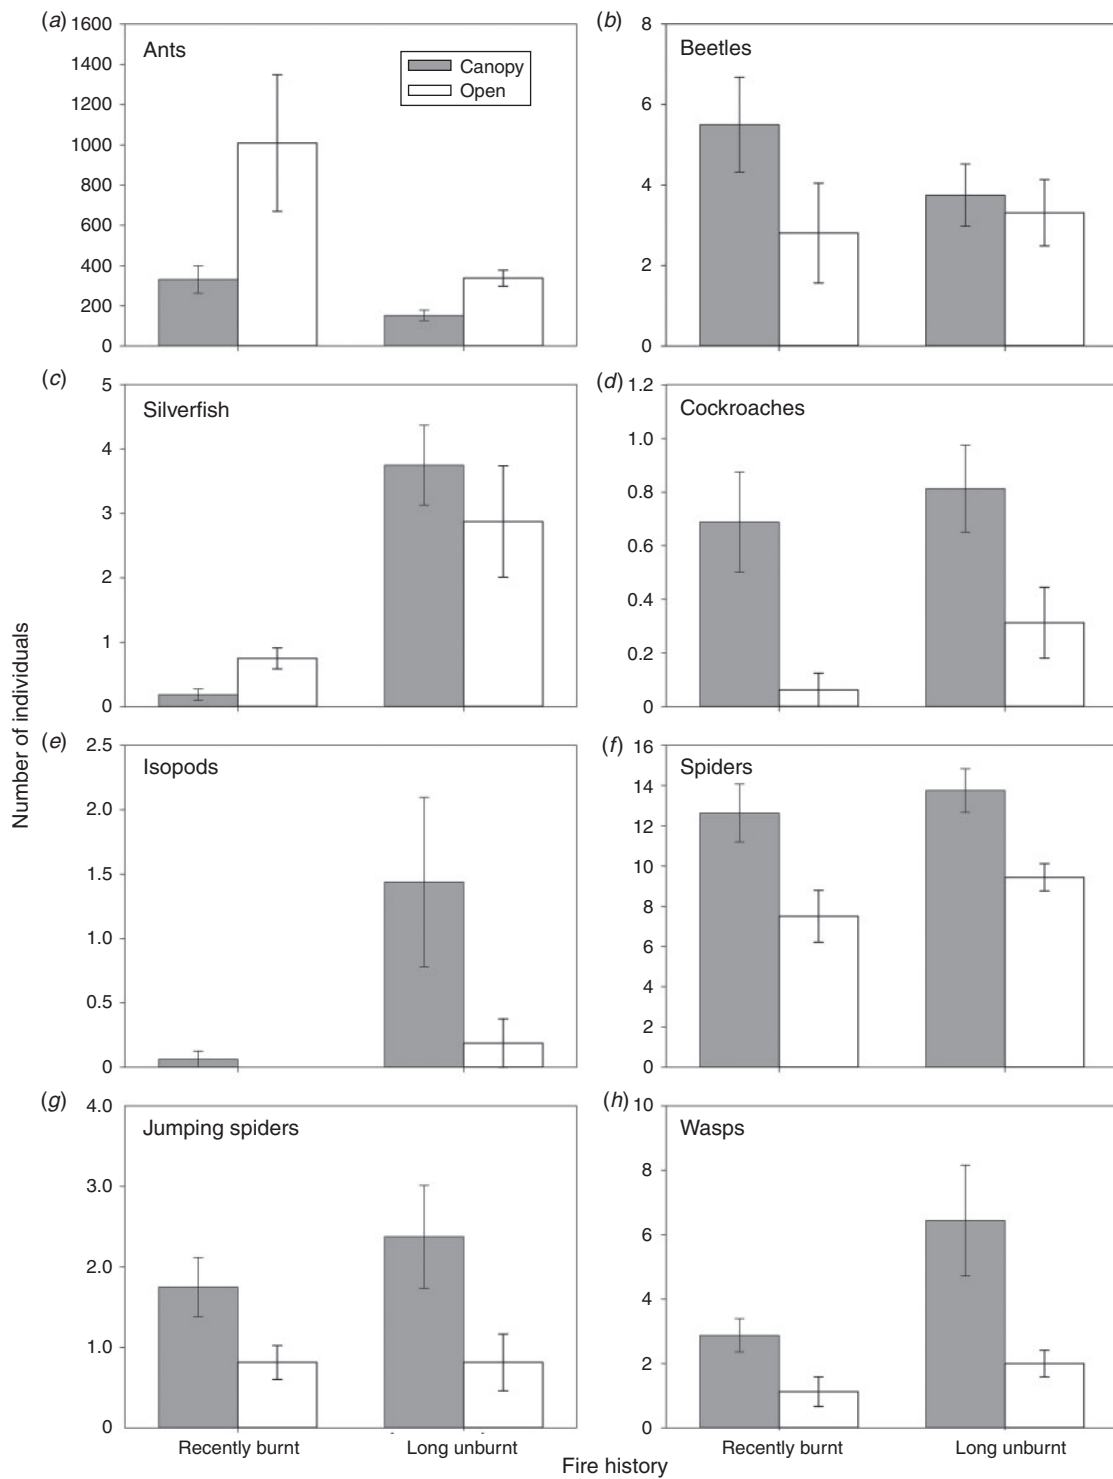 (a) 1600
1400
1200
1000
800
600
400
200
0
Ants
Canopy
Open
(b) 8
6
4
2
0
Beetles
(c) 5
4
3
2
1
0
Silverfish
(d) 1.2
1.0
0.8
0.6
0.4
0.2
0
Cockroaches
(e) 2.5
2.0
1.5
1.0
0.5
0
Isopods
(f) 16
14
12
10
8
6
4
2
0
Spiders
(g) 4.0
3.0
2.0
1.0
0
Jumping spiders
(h) 10
8
6
4
2
0
Wasps
Number of individuals
Recently burnt Long unburnt
Recently burnt Long unburnt
Fire history